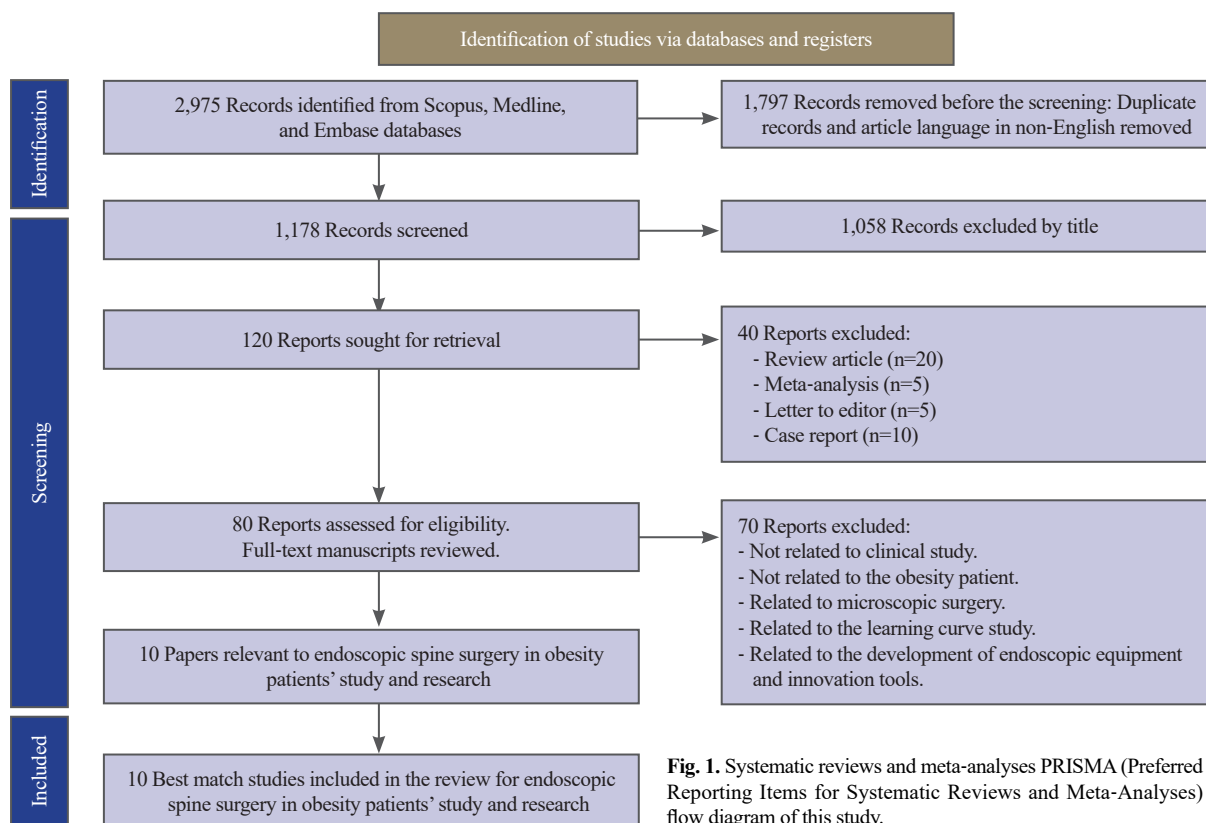 Identification of studies via databases and registers
Identification
2,975 Records identified from Scopus, Medline,
and Embase databases
1,797 Records removed before the screening: Duplicate
records and article language in non-English removed
Screening
1,178 Records screened
1,058 Records excluded by title
120 Reports sought for retrieval
40 Reports excluded:
- Review article (n=20)
- Meta-analysis (n=5)
- Letter to editor (n=5)
- Case report (n=10)
80 Reports assessed for eligibility.
Full-text manuscripts reviewed.
70 Reports excluded:
- Not related to clinical study.
- Not related to the obesity patient.
- Related to microscopic surgery.
- Related to the learning curve study.
- Related to the development of endoscopic equipment
and innovation tools.
10 Papers relevant to endoscopic spine surgery in obesity
patients' study and research
Included
10 Best match studies included in the review for endoscopic
spine surgery in obesity patients' study and research
Fig. 1. Systematic reviews and meta-analyses PRISMA (Preferred
Reporting Items for Systematic Reviews and Meta-Analyses)
flow diagram of this study.